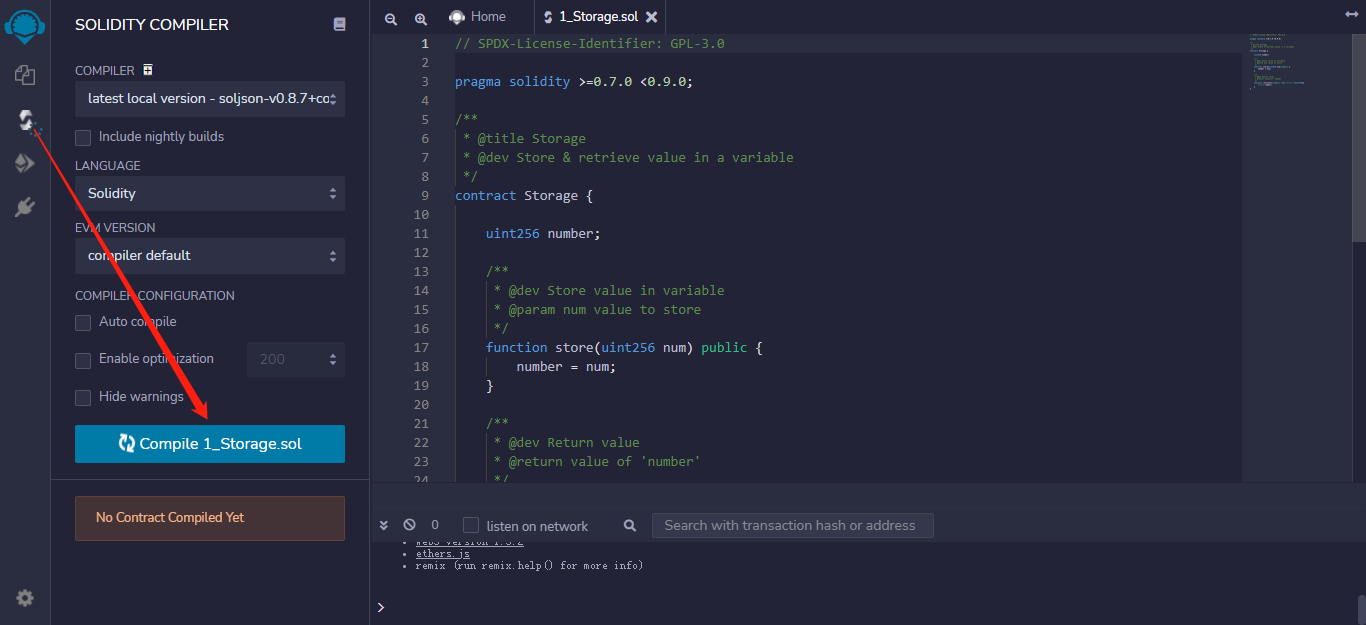 SOLIDITY COMPILER
COMPILER
latest local version - soljson-v0.8.7+co
Include nightly builds
LANGUAGE
Solidity
EVM VERSION
compiler default
COMPILER CONFIGURATION
Auto compile
Enable optimization
200
Hide warnings
Compile 1_Storage.sol
No Contract Compiled Yet
Home
1_Storage.sol
1 // SPDX-License-Identifier: GPL-3.0
2
3 pragma solidity >=0.7.0 <0.9.0;
4
5 /**
6 * @title Storage
7 * @dev Store & retrieve value in a variable
8 */
9 contract Storage {
10
11 uint256 number;
12
13 /**
14 * @dev Store value in variable
15 * @param num value to store
16 */
17 function store(uint256 num) public {
18 number = num;
19 }
20
21 /**
22 * @dev Return value
23 * @return value of 'number'
24 */
0
listen on network
Search with transaction hash or address
web3 version 1.5.2
ethers.js
remix (run remix.help() for more info)
>